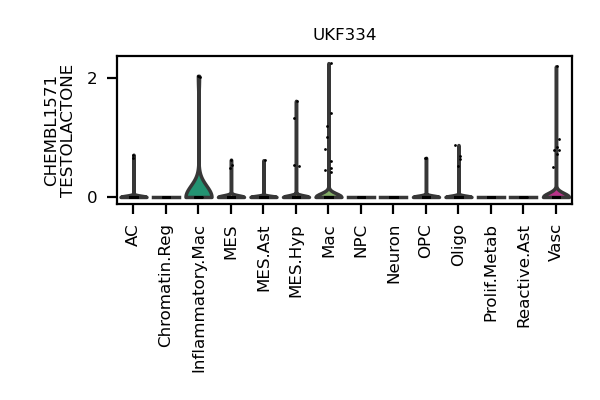 UKF334
CHEMBL1571
TESTOLACTONE
2
0
AC
Chromatin.Reg
Inflammatory.Mac
MES
MES.Ast
MES.Hyp
Mac
NPC
Neuron
OPC
Oligo
Prolif.Metab
Reactive.Ast
Vasc